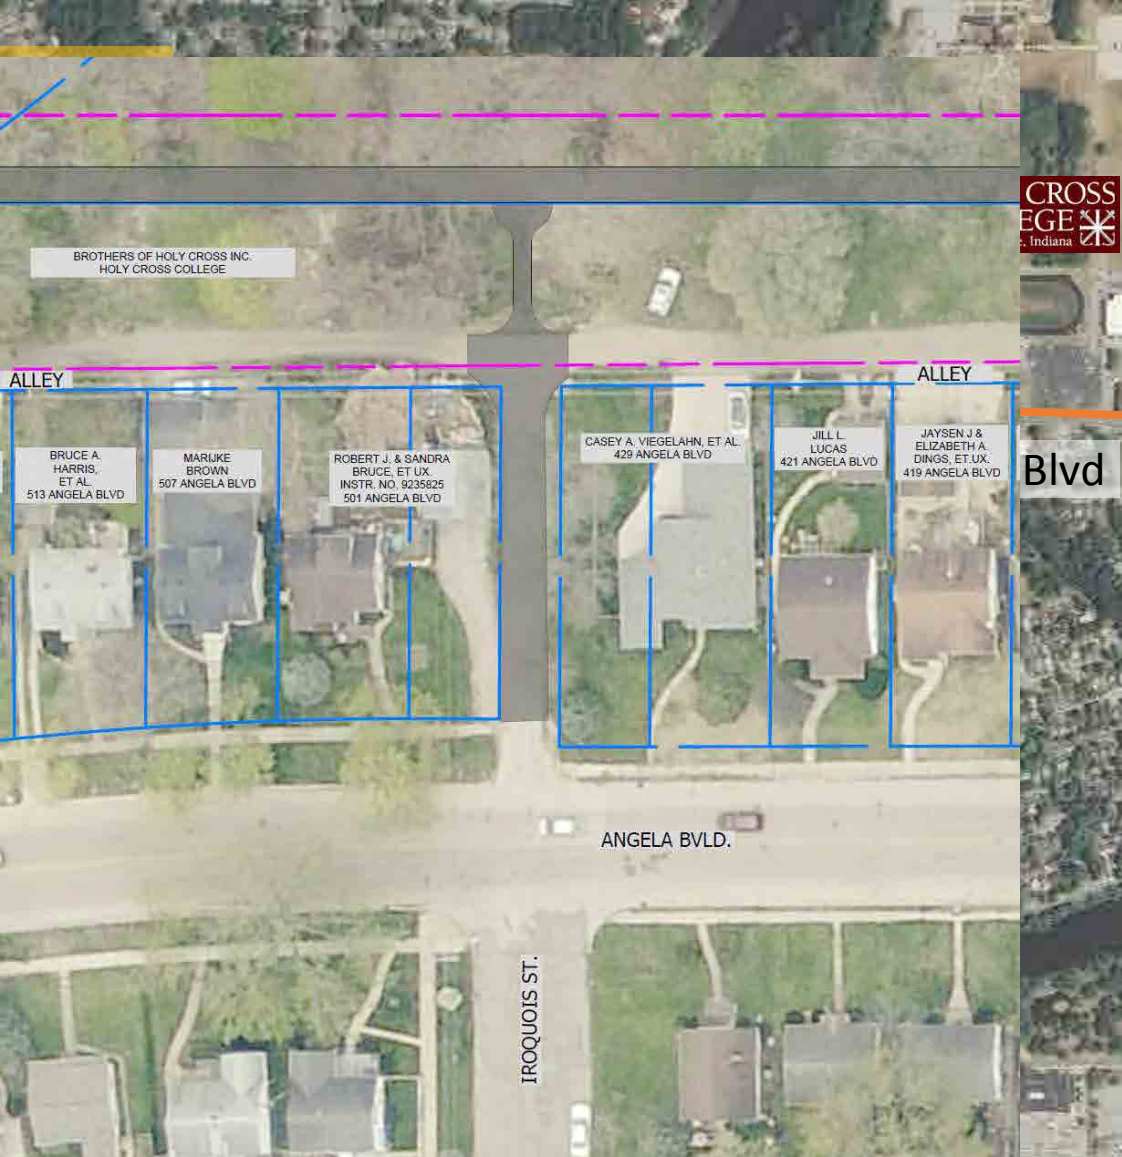 CROSS
EGE
, Indiana
BROTHERS OF HOLY CROSS INC.
HOLY CROSS COLLEGE
ALLEY
ALLEY
BRUCE A.
HARRIS,
ET AL.
513 ANGELA BLVD
MARIJKE
BROWN
507 ANGELA BLVD
ROBERT J. & SANDRA
BRUCE, ET UX.
INSTR. NO. 9235825
501 ANGELA BLVD
CASEY A. VIEGELAHN, ET AL.
429 ANGELA BLVD
JILL L.
LUCAS
421 ANGELA BLVD
JAYSEN J &
ELIZABETH A.
DINGS, ET.UX.
419 ANGELA BLVD
Blvd
ANGELA BVLD.
IROQUOIS ST.